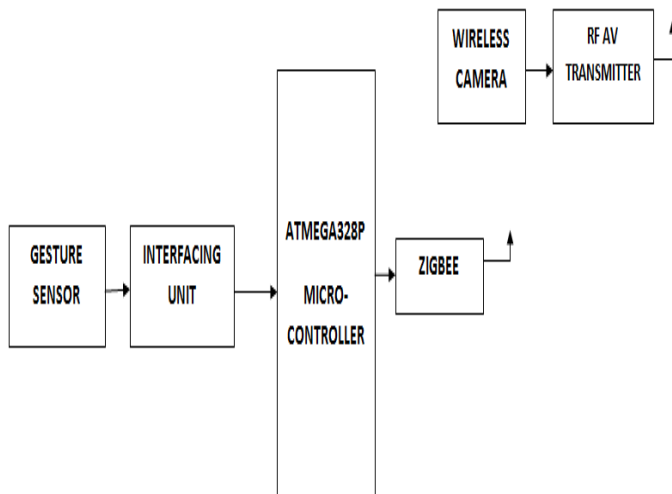 WIRELESS
CAMERA
RF AV
TRANSMITTER
GESTURE
SENSOR
INTERFACING
UNIT
ATMEGA328P
MICRO-
CONTROLLER
ZIGBEE